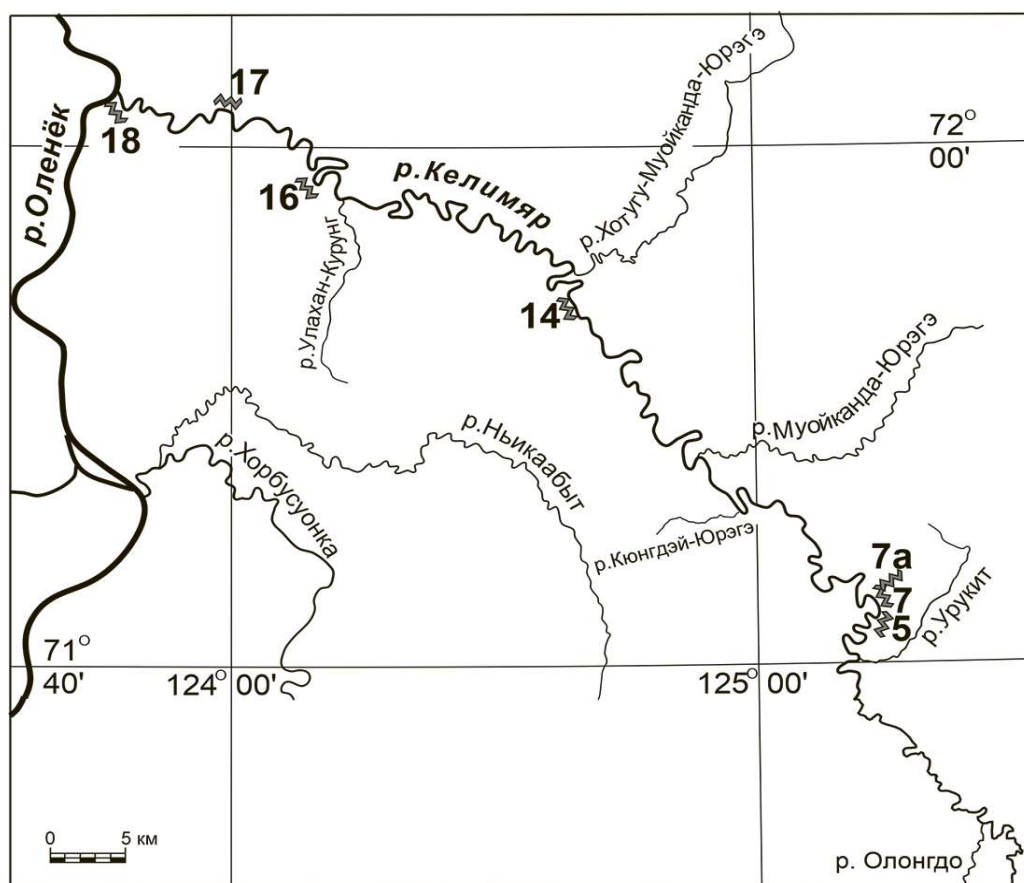 17
18
р.Оленёк
72°
00'
р.Хотугу-Муойканда-Юрэгэ
р.Келимяр
16
р.Улахан-Курунг
14
р.Муойканда-Юрэгэ
р.Ньикаабыт
р.Хорбусуонка
р.Кюнгдэй-Юрэгэ
7а
7
5
р.Урукит
71°
40'
124° 00'
125° 00'
0 5 км
р. Олонгдо